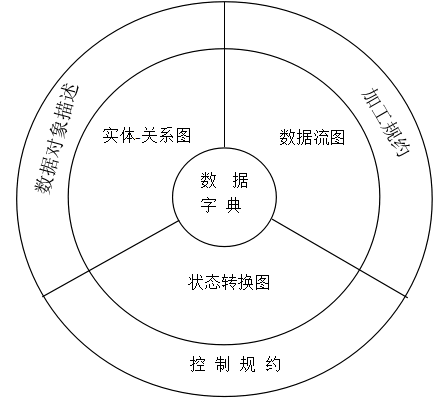 数据对象描述
加工规约
实体-关系图
数据流图
数 据
字 典
状态转换图
控 制 规 约